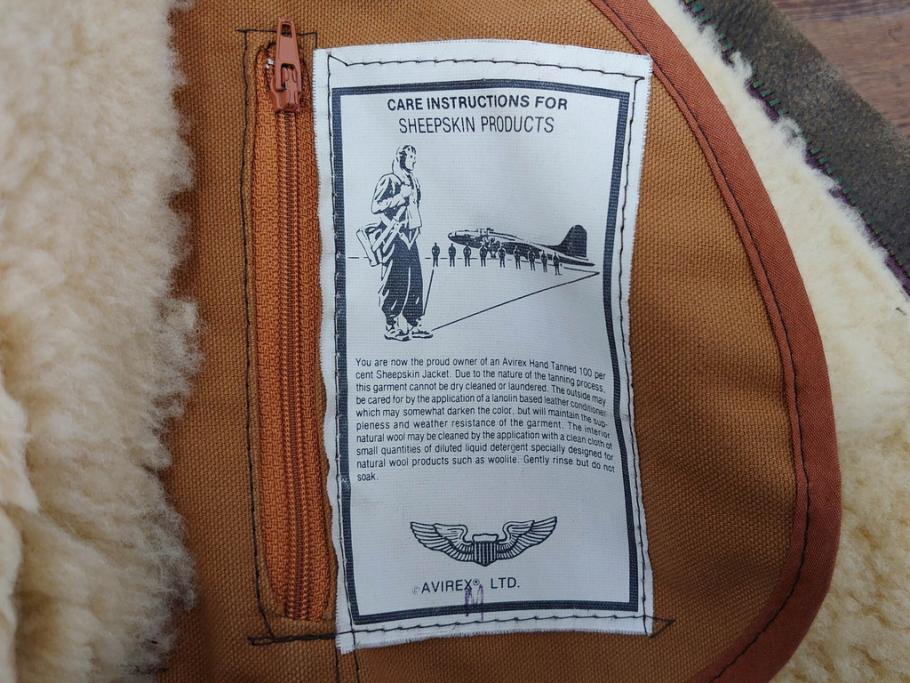 CARE INSTRUCTIONS FOR
SHEEPSKIN PRODUCTS
You are now the proud owner of an Avirex Hand Tanned 100 per
cent Sheepskin Jacket. Due to the nature of the tanning process,
this garment cannot be dry cleaned or laundered. The outside may
be cared for by the application of a lanolin based leather conditioner
which may somewhat darken the color, but will maintain the sup-
pleness and weather resistance of the garment. The interior
natural wool may be cleaned by the application with a clean cloth of
small quantities of diluted liquid detergent specially designed for
natural wool products such as woolite. Gently rinse but do not
soak.
©AVIREX® LTD.
M